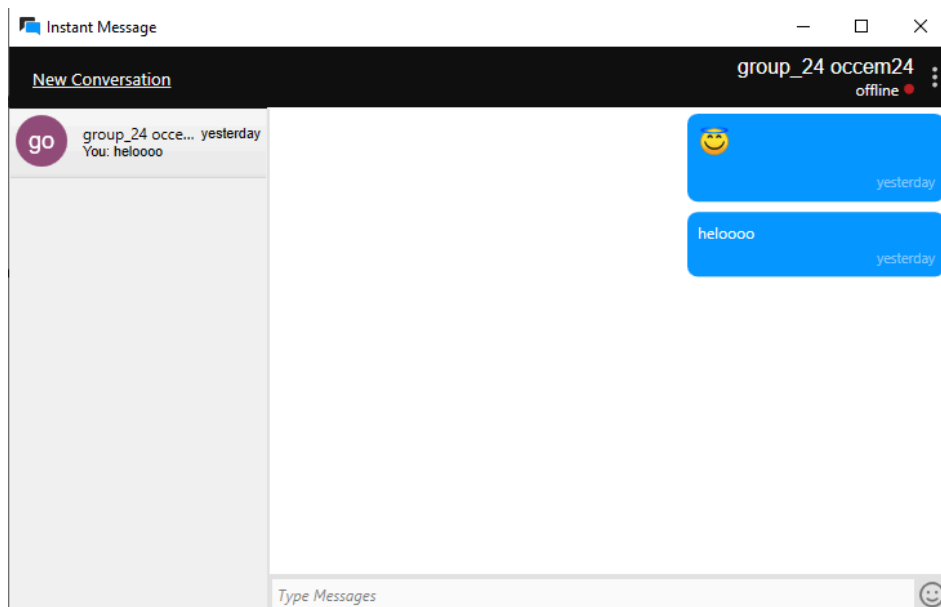 Instant Message
New Conversation
group_24 occem24
offline
go
group_24 occe... yesterday
You: heloooo
yesterday
heloooo
yesterday
Type Messages